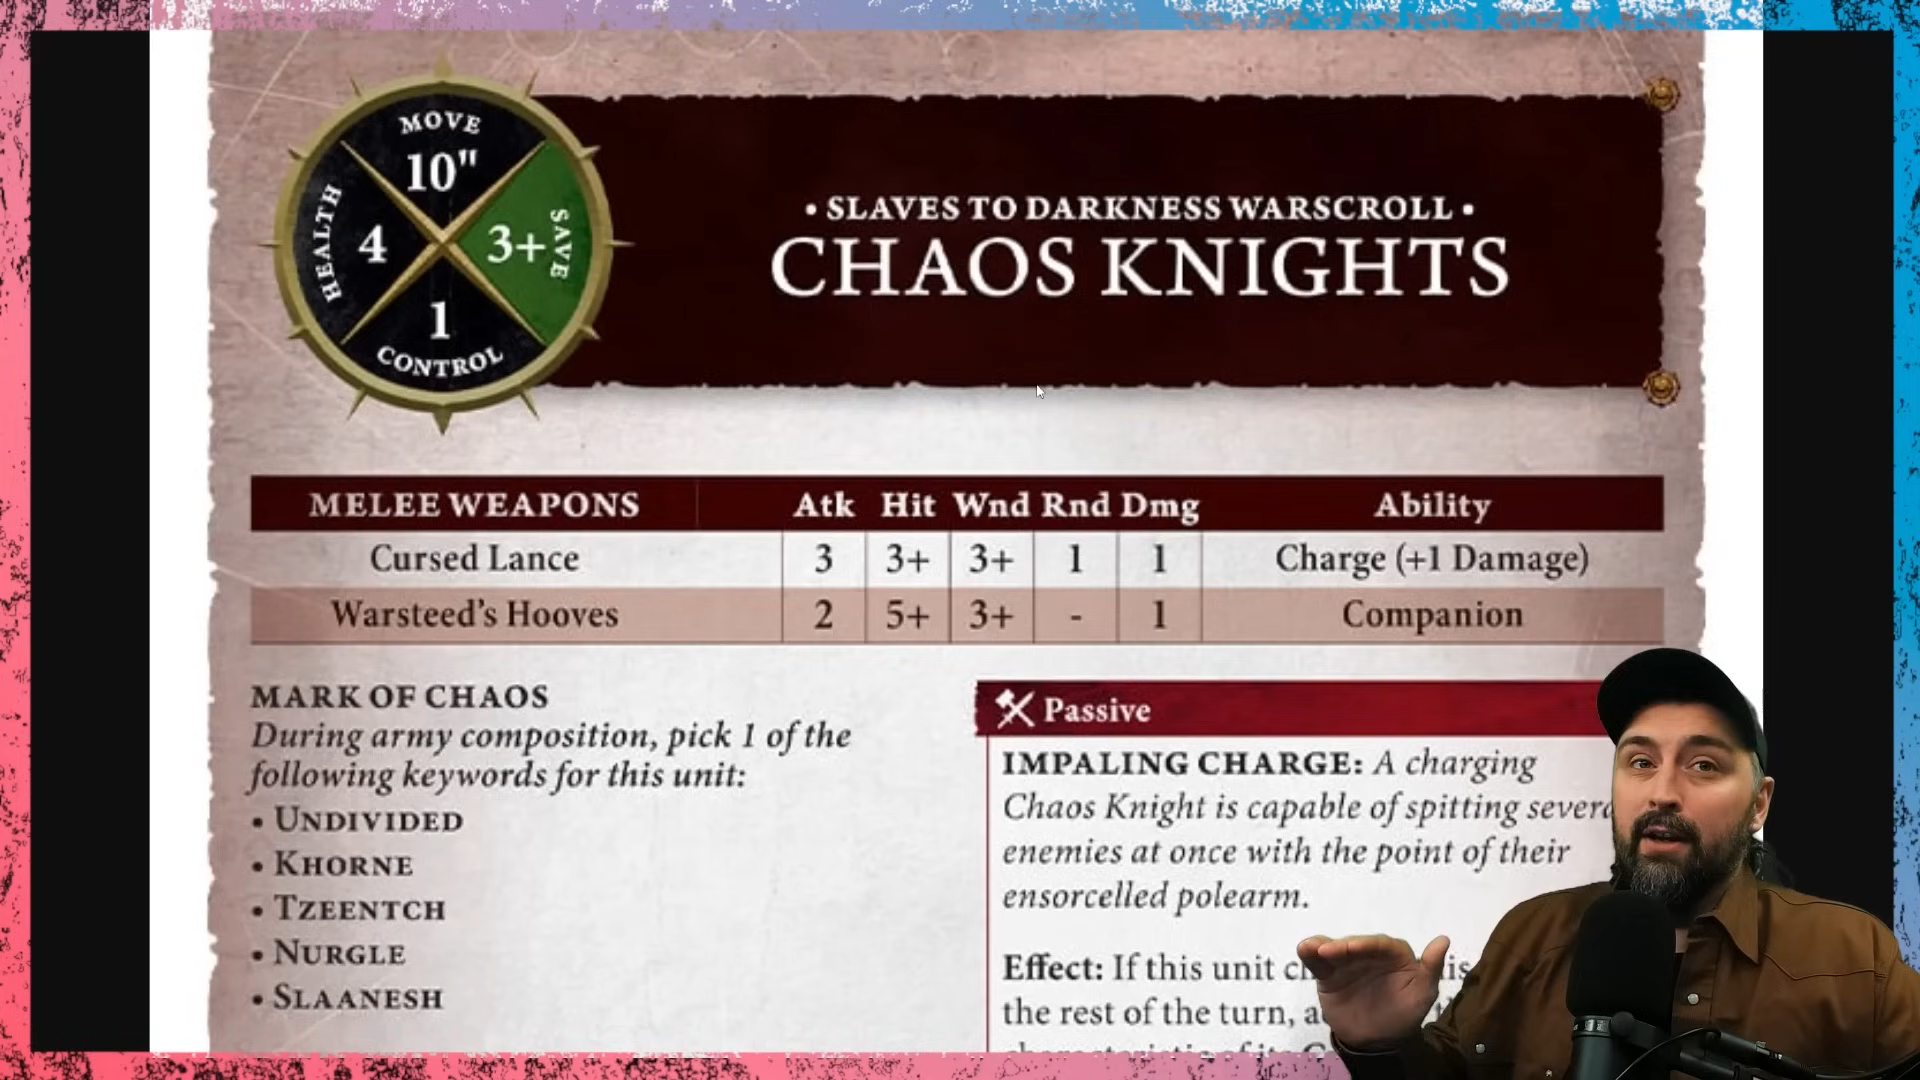 MOVE
10"
HEALTH
4
3+
SAVE
1
CONTROL
• SLAVES TO DARKNESS WARSCROLL •
CHAOS KNIGHTS
MELEE WEAPONS Atk Hit Wnd Rnd Dmg Ability
Cursed Lance 3 3+ 3+ 1 1 Charge (+1 Damage)
Warsteed's Hooves 2 5+ 3+ - 1 Companion
MARK OF CHAOS
During army composition, pick 1 of the
following keywords for this unit:
• UNDIVIDED
• KHORNE
• TZEENTCH
• NURGLE
• SLAANESH
Passive
IMPALING CHARGE: A charging
Chaos Knight is capable of spitting
enemies at once with the point of their
ensorcelled polearm.
Effect: If this unit
the rest of the turn,